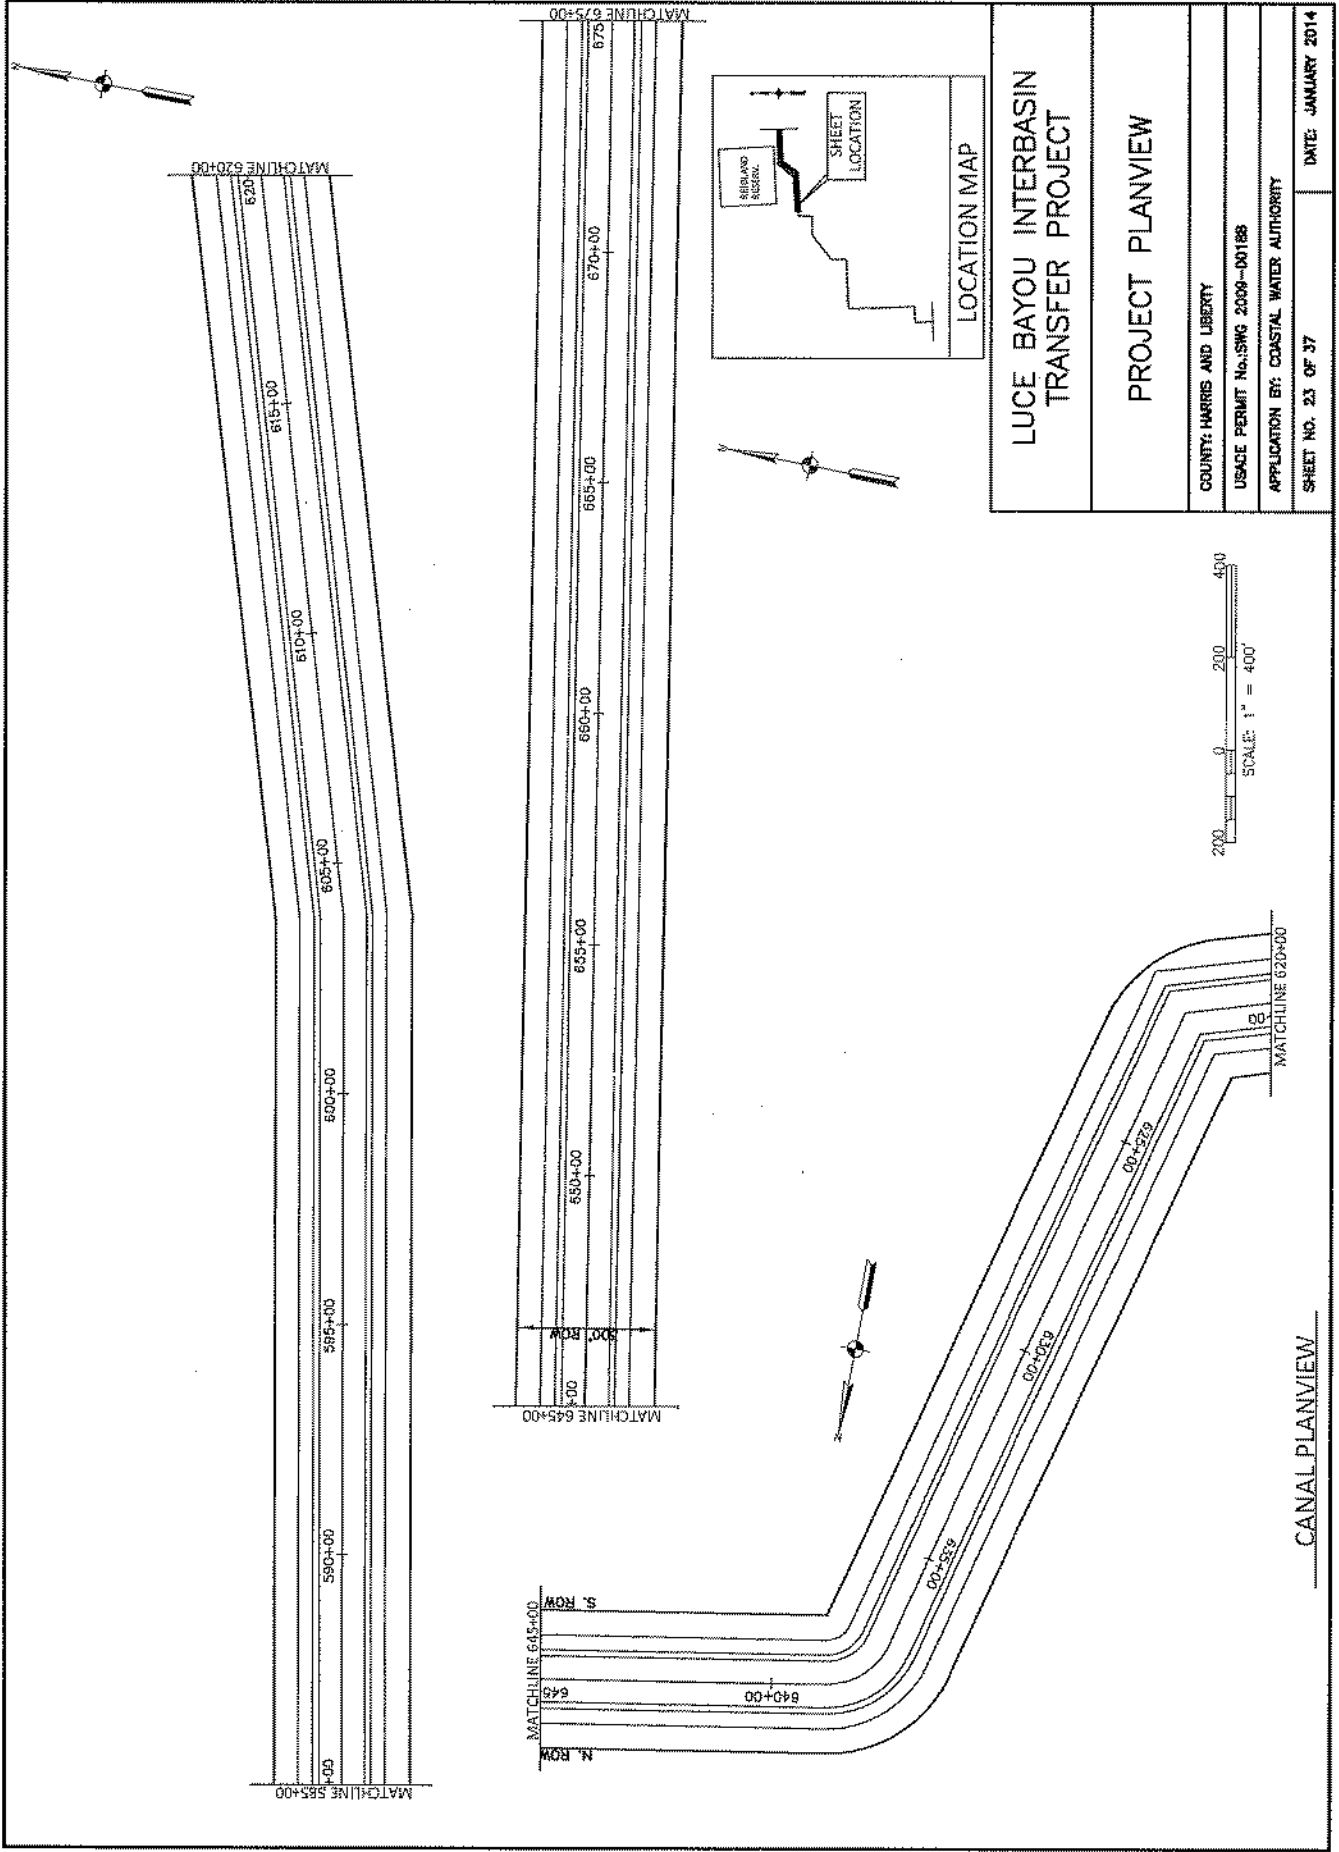 MATCHLINE 585+00
+00
590+00
595+00
600+00
605+00
610+00
615+00
620
MATCHLINE 620+00
MATCHLINE 645+00
+00
300' ROW
650+00
655+00
660+00
665+00
670+00
675
MATCHLINE 675+00
MATCHLINE 645+00
N. ROW
S. ROW
645
640+00
635+00
630+00
625+00
00
MATCHLINE 620+00
CANAL PLANVIEW
200 0 200 400
SCALE: 1" = 400'
RESERV.
SHEET
LOCATION
LOCATION MAP
LUCE BAYOU INTERBASIN
TRANSFER PROJECT
PROJECT PLANVIEW
COUNTY: HARRIS AND LIBERTY
USACE PERMIT No.:SWG 2009-00188
APPLICATION BY: COASTAL WATER AUTHORITY
SHEET NO. 23 OF 37
DATE: JANUARY 2014